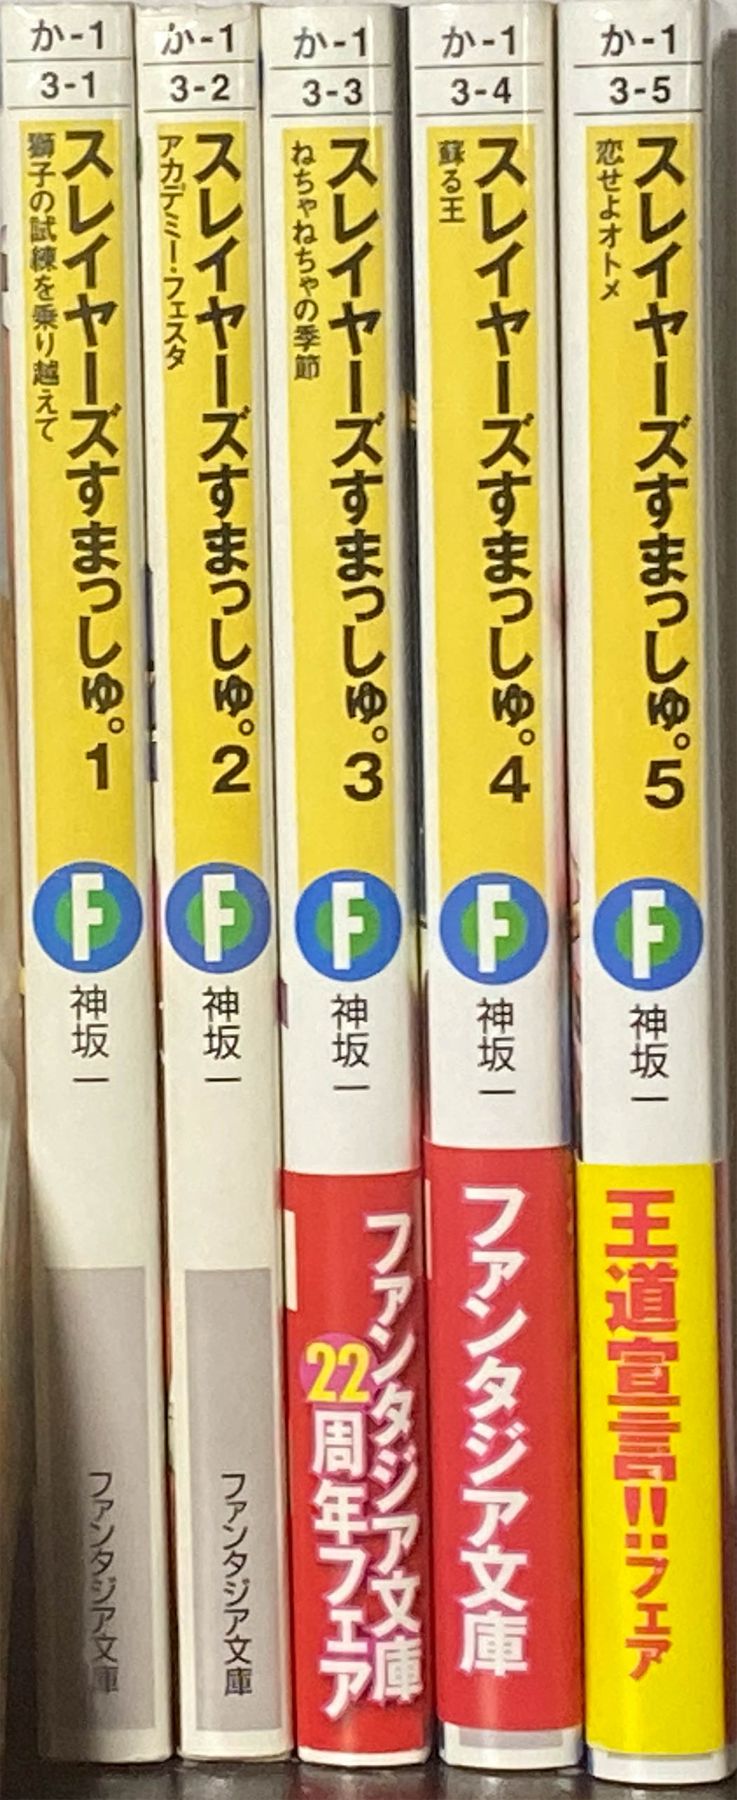 か-1
3-1
スレイヤーズすまっしゅ。1
獅子の試練を乗り越えて
F
神坂一
ファンタジア文庫
か-1
3-2
スレイヤーズすまっしゅ。2
アカデミー・フェスタ
F
神坂一
ファンタジア文庫
か-1
3-3
スレイヤーズすまっしゅ。3
ねちゃねちゃの季節
F
神坂一
ファンタジア文庫
22周年フェア
か-1
3-4
スレイヤーズすまっしゅ。4
蘇る王
F
神坂一
ファンタジア文庫
か-1
3-5
スレイヤーズすまっしゅ。5
恋せよオトメ
F
神坂一
王道宣言!!:フェア